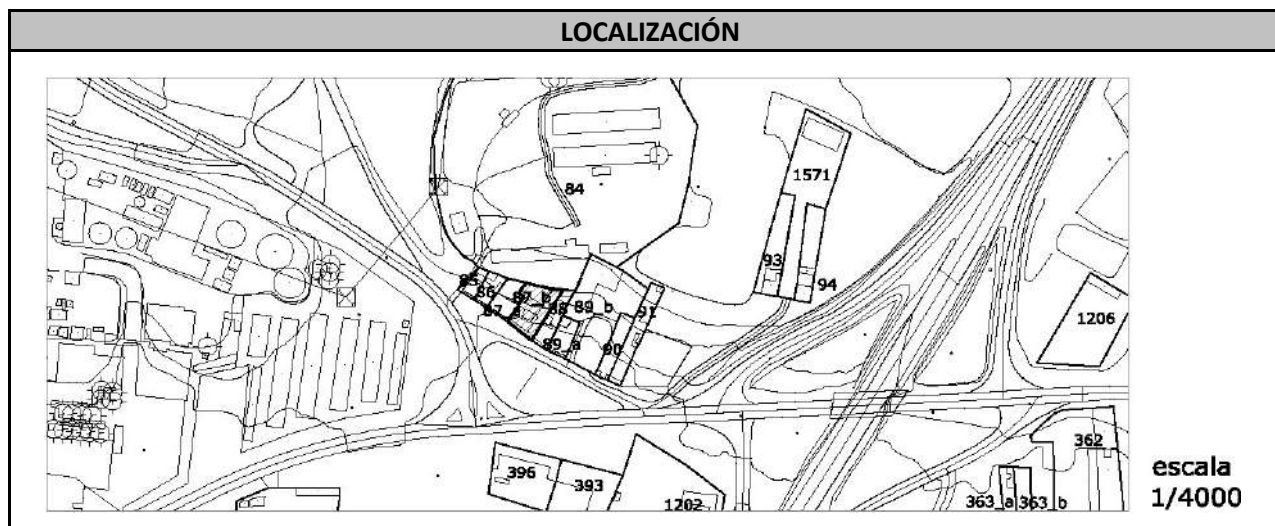 LOCALIZACIÓN
84
1571
93
94
85
86
87_b
87_a
88
89_b
91
89_a
90
1206
396
393
1202
362
363_a 363_b
escala
1/4000